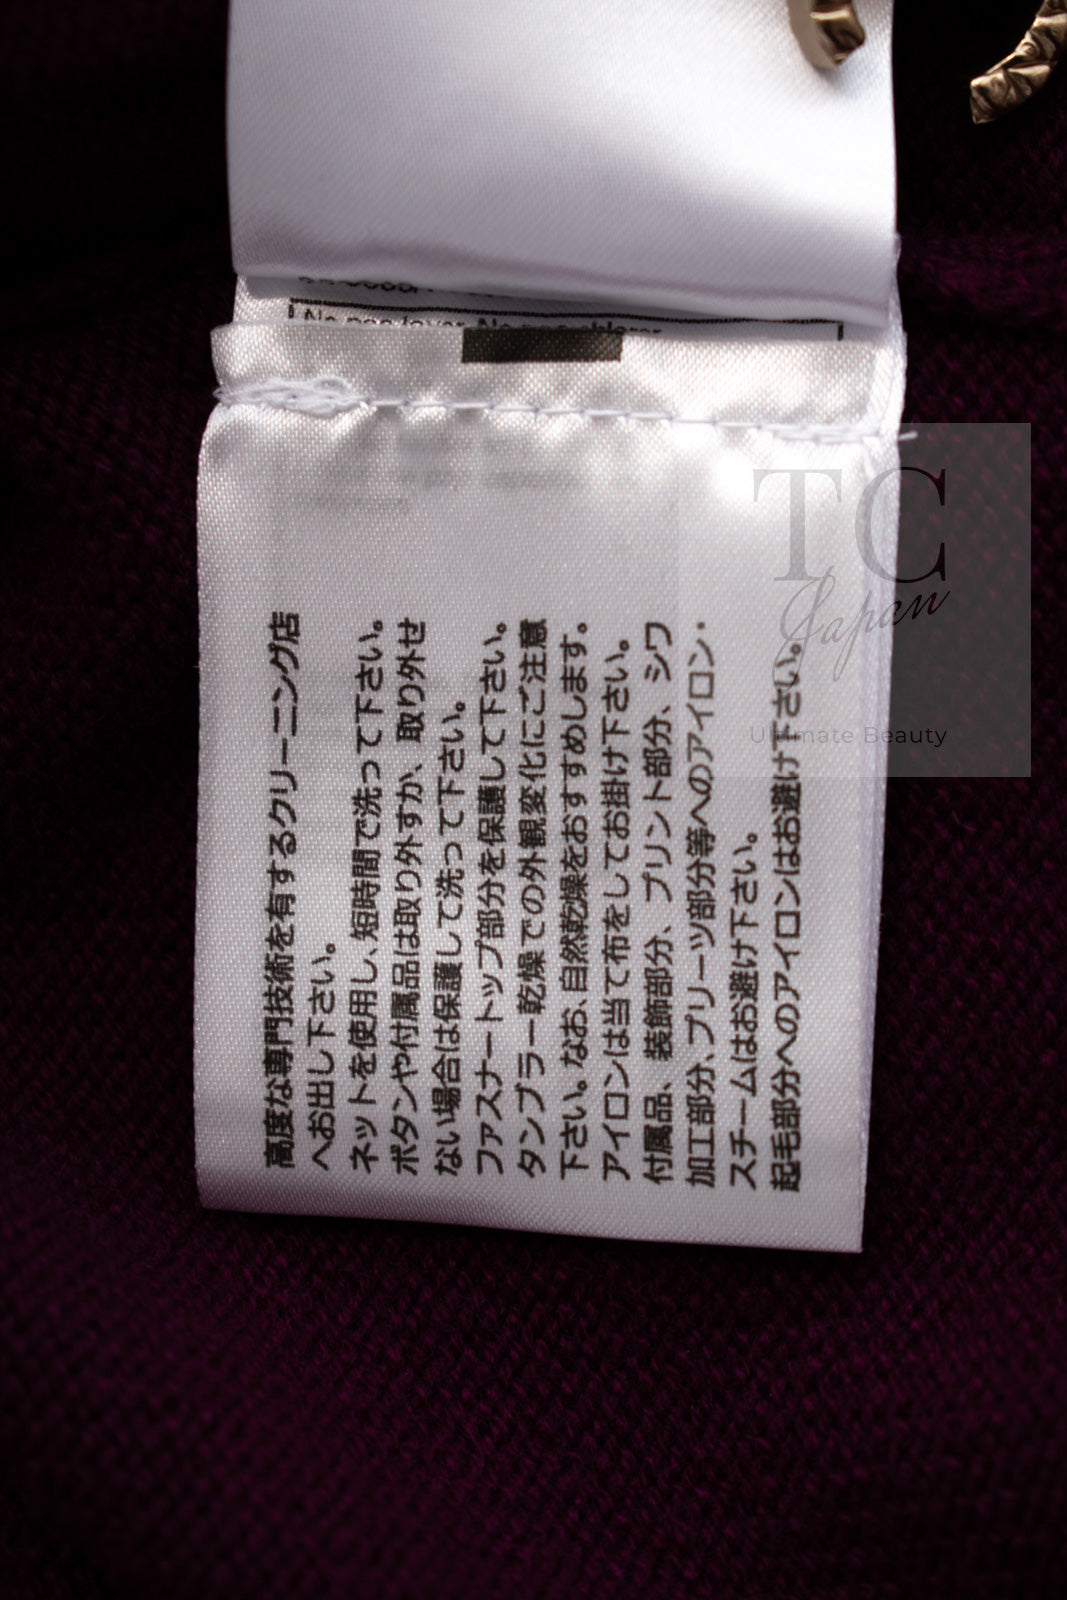 No pas laver. No
高度な専門技術を有するクリーニング店
へお出し下さい。
ネットを使用し、短時間で洗って下さい。
ボタンや付属品は取り外すか、取り外せ
ない場合は保護して洗って下さい。
ファスナートップ部分を保護して下さい。
タンブラー乾燥での外観変化にご注意
下さい。なお、自然乾燥をおすすめします。
アイロンは当て布をしてお掛け下さい。
付属品、装飾部分、プリント部分、シワ
加工部分、プリーツ部分等へのアイロン・
スチームはお避け下さい。
起毛部分へのアイロンはお避け下さい。
TC
Japan
Ultimate Beauty